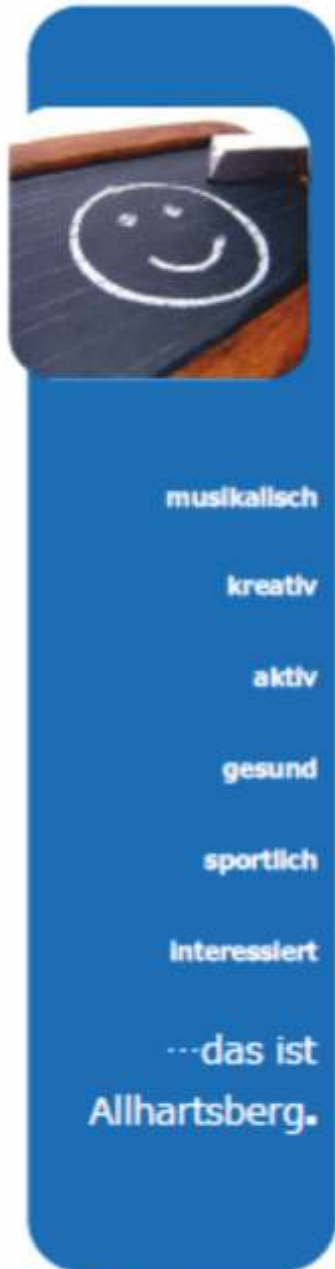 musikalisch
kreativ
aktiv
gesund
sportlich
interessiert
...das ist
Allhartsberg.